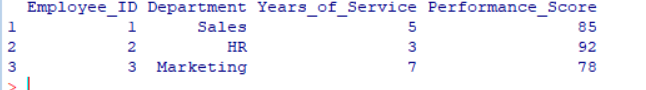 Employee_ID Department Years_of_Service Performance_Score
1           1      Sales                5                85
2           2         HR                3                92
3           3  Marketing                7                78
>